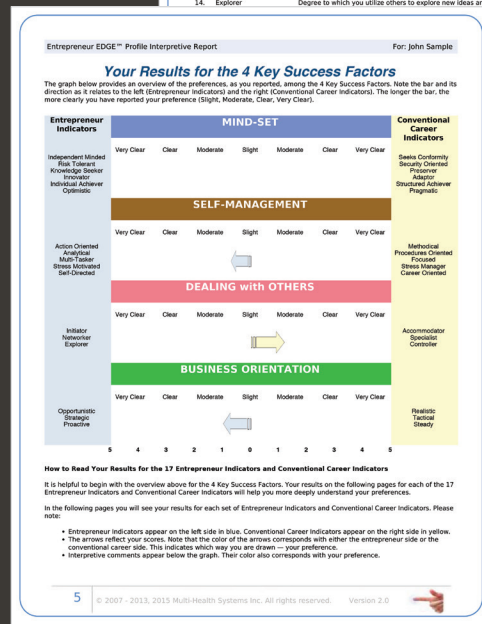 14. Explorer Degree to which you utilize others to explore new ideas an
Entrepreneur EDGE™ Profile Interpretive Report For: John Sample
Your Results for the 4 Key Success Factors
The graph below provides an overview of the preferences, as you reported, among the 4 Key Success Factors. Note the bar and its
direction as it relates to the left (Entrepreneur Indicators) and the right (Conventional Career Indicators). The longer the bar, the
more clearly you have reported your preference (Slight, Moderate, Clear, Very Clear).
Entrepreneur
Indicators
MIND-SET
Conventional
Career
Indicators
Very Clear Clear Moderate Slight Moderate Clear Very Clear
Independent Minded
Risk Tolerant
Knowledge Seeker
Innovator
Individual Achiever
Optimistic
Seeks Conformity
Security Oriented
Preserver
Adaptor
Structured Achiever
Pragmatic
SELF-MANAGEMENT
Very Clear Clear Moderate Slight Moderate Clear Very Clear
Action Oriented
Analytical
Multi-Tasker
Stress Motivated
Self-Directed
Methodical
Procedures Oriented
Focused
Stress Manager
Career Oriented
DEALING with OTHERS
Very Clear Clear Moderate Slight Moderate Clear Very Clear
Initiator
Networker
Explorer
Accommodator
Specialist
Controller
BUSINESS ORIENTATION
Very Clear Clear Moderate Slight Moderate Clear Very Clear
Opportunistic
Strategic
Proactive
Realistic
Tactical
Steady
5 4 3 2 1 0 1 2 3 4 5
How to Read Your Results for the 17 Entrepreneur Indicators and Conventional Career Indicators
It is helpful to begin with the overview above for the 4 Key Success Factors. Your results on the following pages for each of the 17
Entrepreneur Indicators and Conventional Career Indicators will help you more deeply understand your preferences.
In the following pages you will see your results for each set of Entrepreneur Indicators and Conventional Career Indicators. Please
note:
• Entrepreneur Indicators appear on the left side in blue. Conventional Career Indicators appear on the right side in yellow.
• The arrows reflect your scores. Note that the color of the arrows corresponds with either the entrepreneur side or the
conventional career side. This indicates which way you are drawn — your preference.
• Interpretive comments appear below the graph. Their color also corresponds with your preference.
5 © 2007 - 2013, 2015 Multi-Health Systems Inc. All rights reserved. Version 2.0